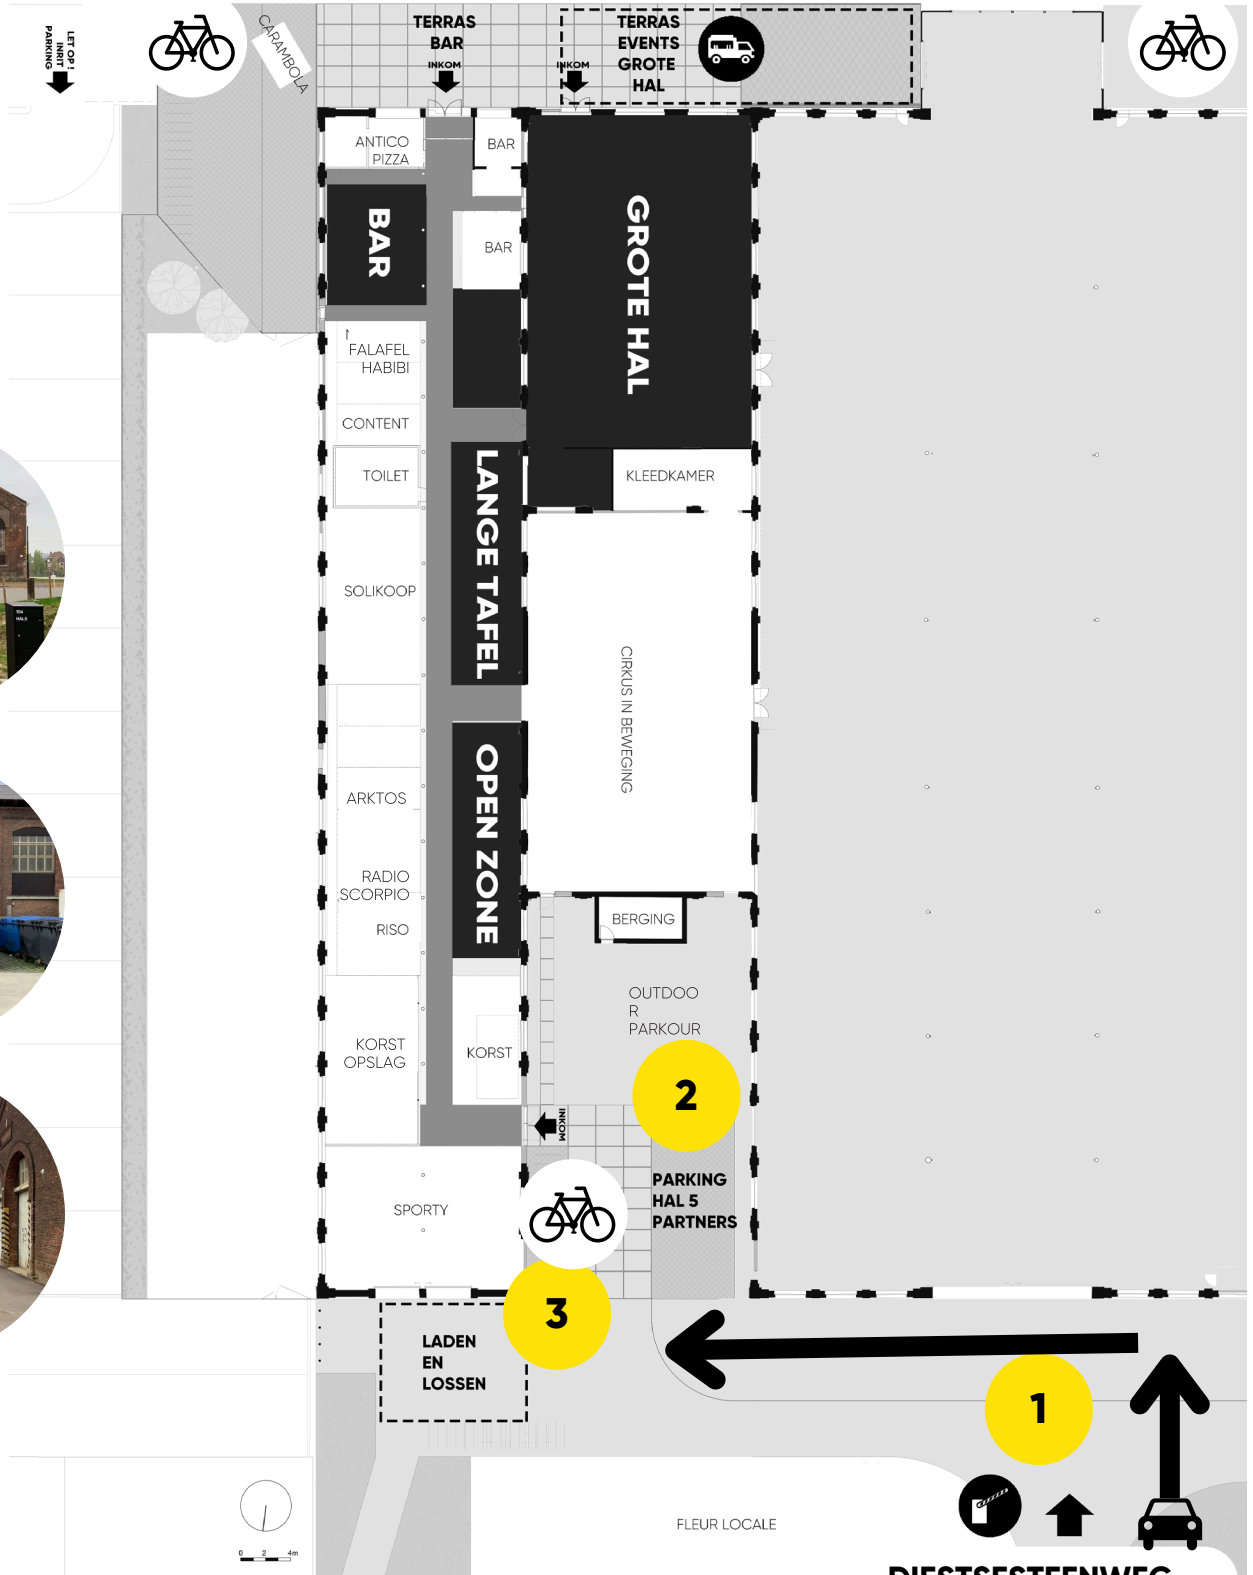 LET OP !
INRIT
PARKING
CARAMBOLA
TERRAS
BAR
INKOM
TERRAS
EVENTS
GROTE
HAL
INKOM
ANTICO
PIZZA
BAR
BAR
BAR
GROTE HAL
FALAFEL
HABIBI
CONTENT
TOILET
KLEEDKAMER
LANGE TAFEL
SOLIKOOP
CIRKUS IN BEWEGING
104
HAL5
OPEN ZONE
ARKTOS
RADIO
SCORPIO
RISO
BERGING
OUTDOO
R
PARKOUR
KORST
OPSLAG
KORST
2
INKOM
PARKING
HAL 5
PARTNERS
SPORTY
3
LADEN
EN
LOSSEN
1
FLEUR LOCALE
0 2 4m
DIESTSESTEENWEG